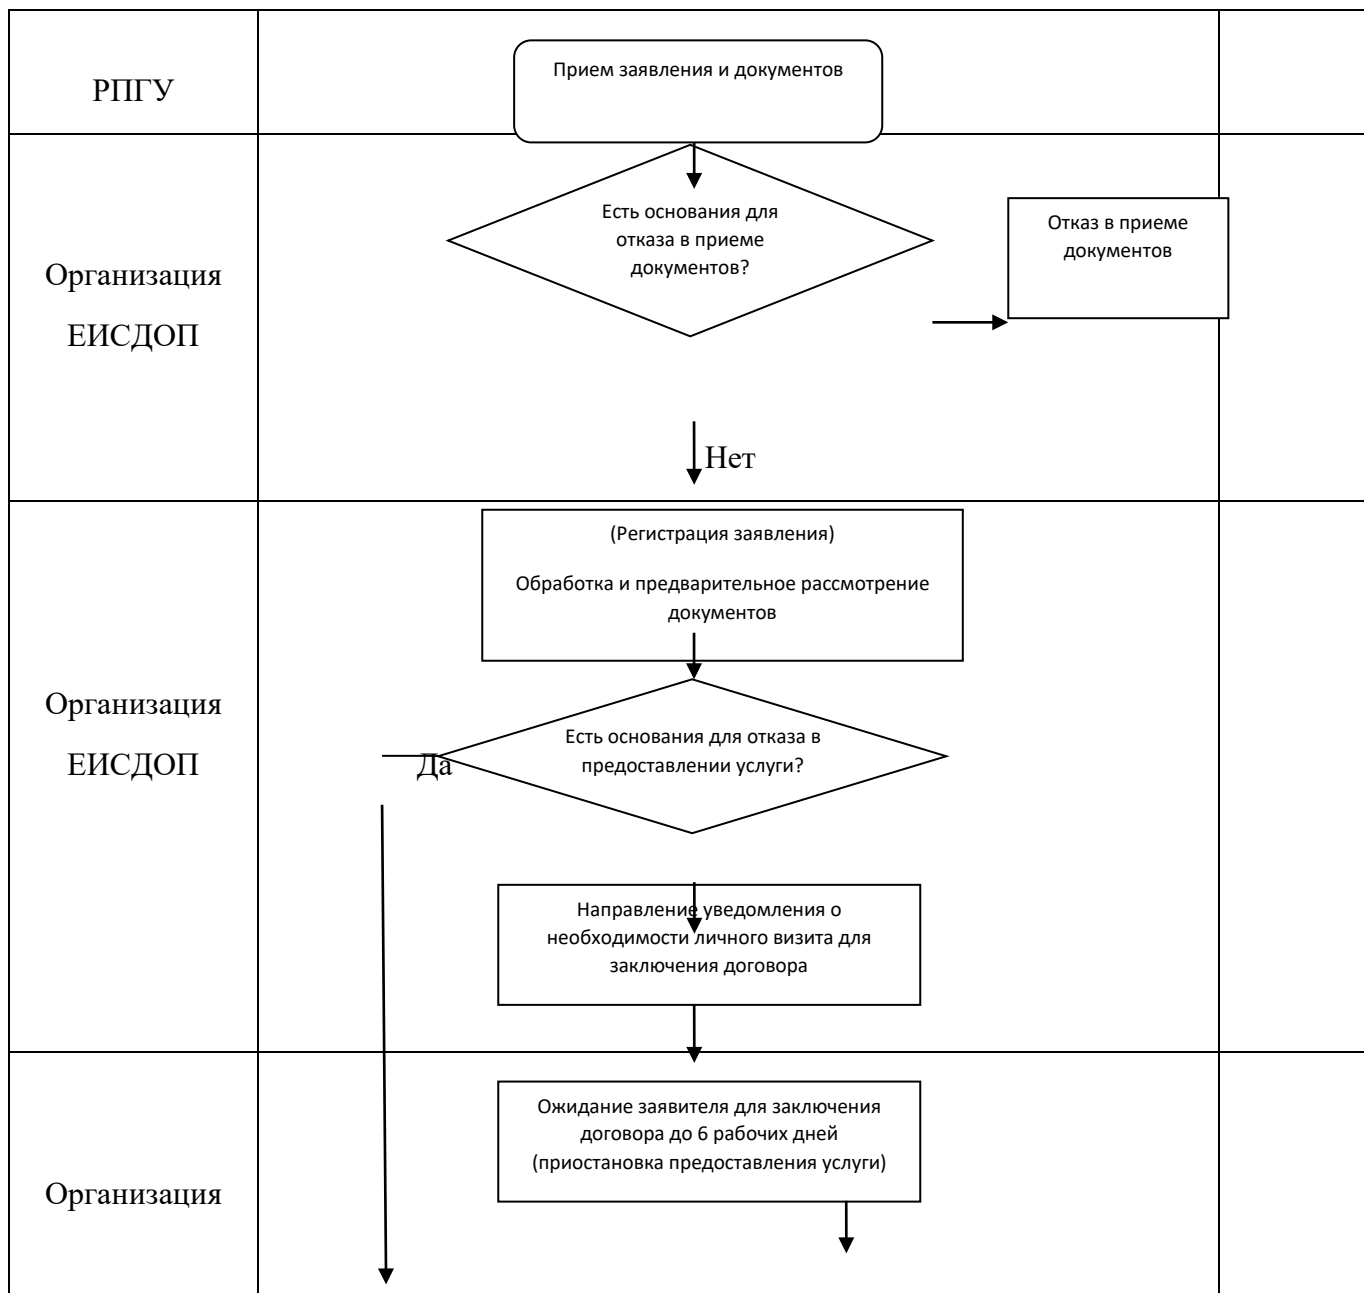 РПГУ
Прием заявления и документов
Организация
ЕИСДОП
Есть основания для
отказа в приеме
документов?
Отказ в приеме
документов
Нет
Организация
ЕИСДОП
(Регистрация заявления)
Обработка и предварительное рассмотрение
документов
Есть основания для отказа в
предоставлении услуги?
Да
Направление уведомления о
необходимости личного визита для
заключения договора
Организация
Ожидание заявителя для заключения
договора до 6 рабочих дней
(приостановка предоставления услуги)